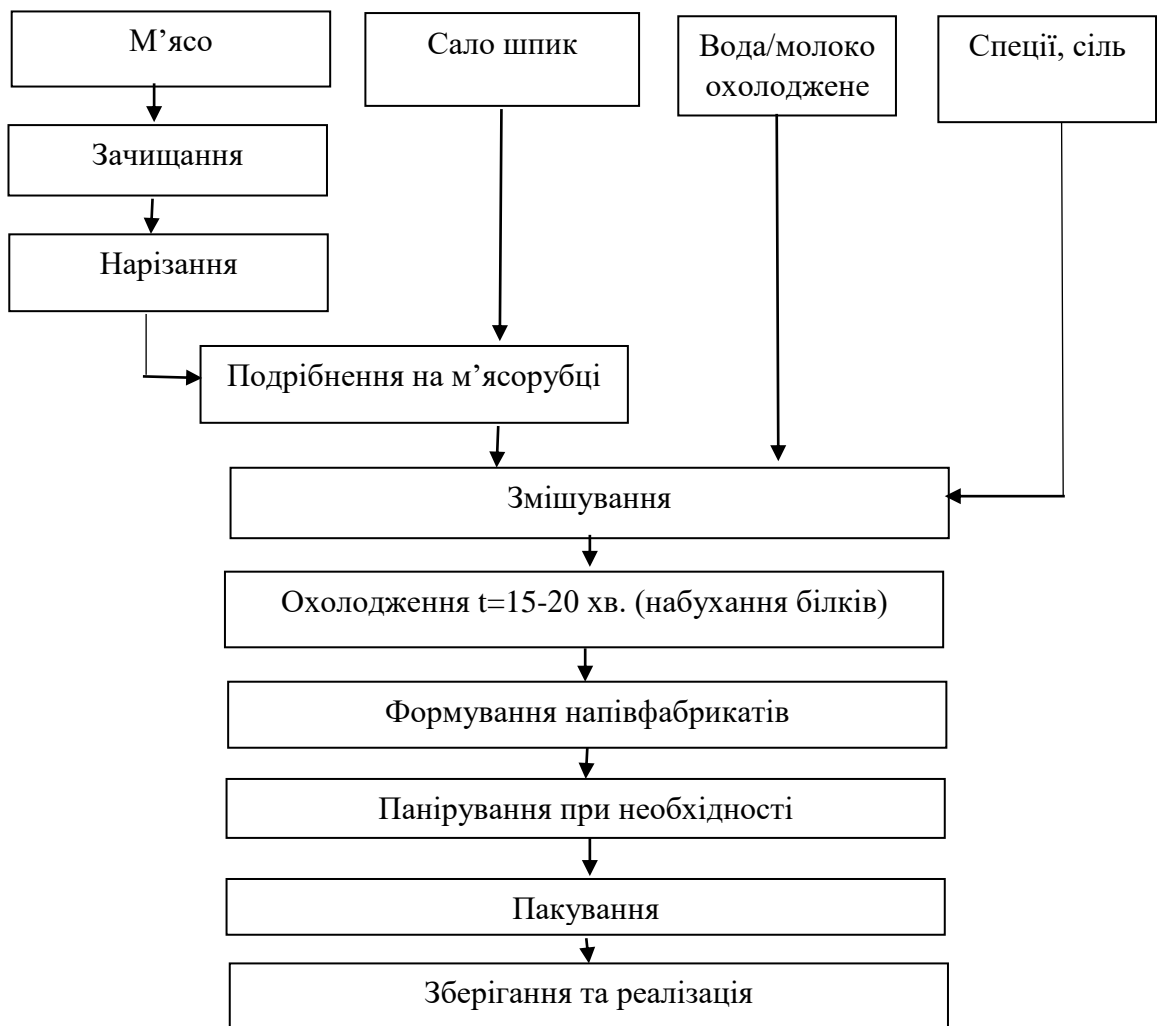 М’ясо
Сало шпик
Вода/молоко
охолоджене
Спеції, сіль
Зачищання
Нарізання
Подрібнення на м’ясорубці
Змішування
Охолодження t=15-20 хв. (набухання білків)
Формування напівфабрикатів
Панірування при необхідності
Пакування
Зберігання та реалізація